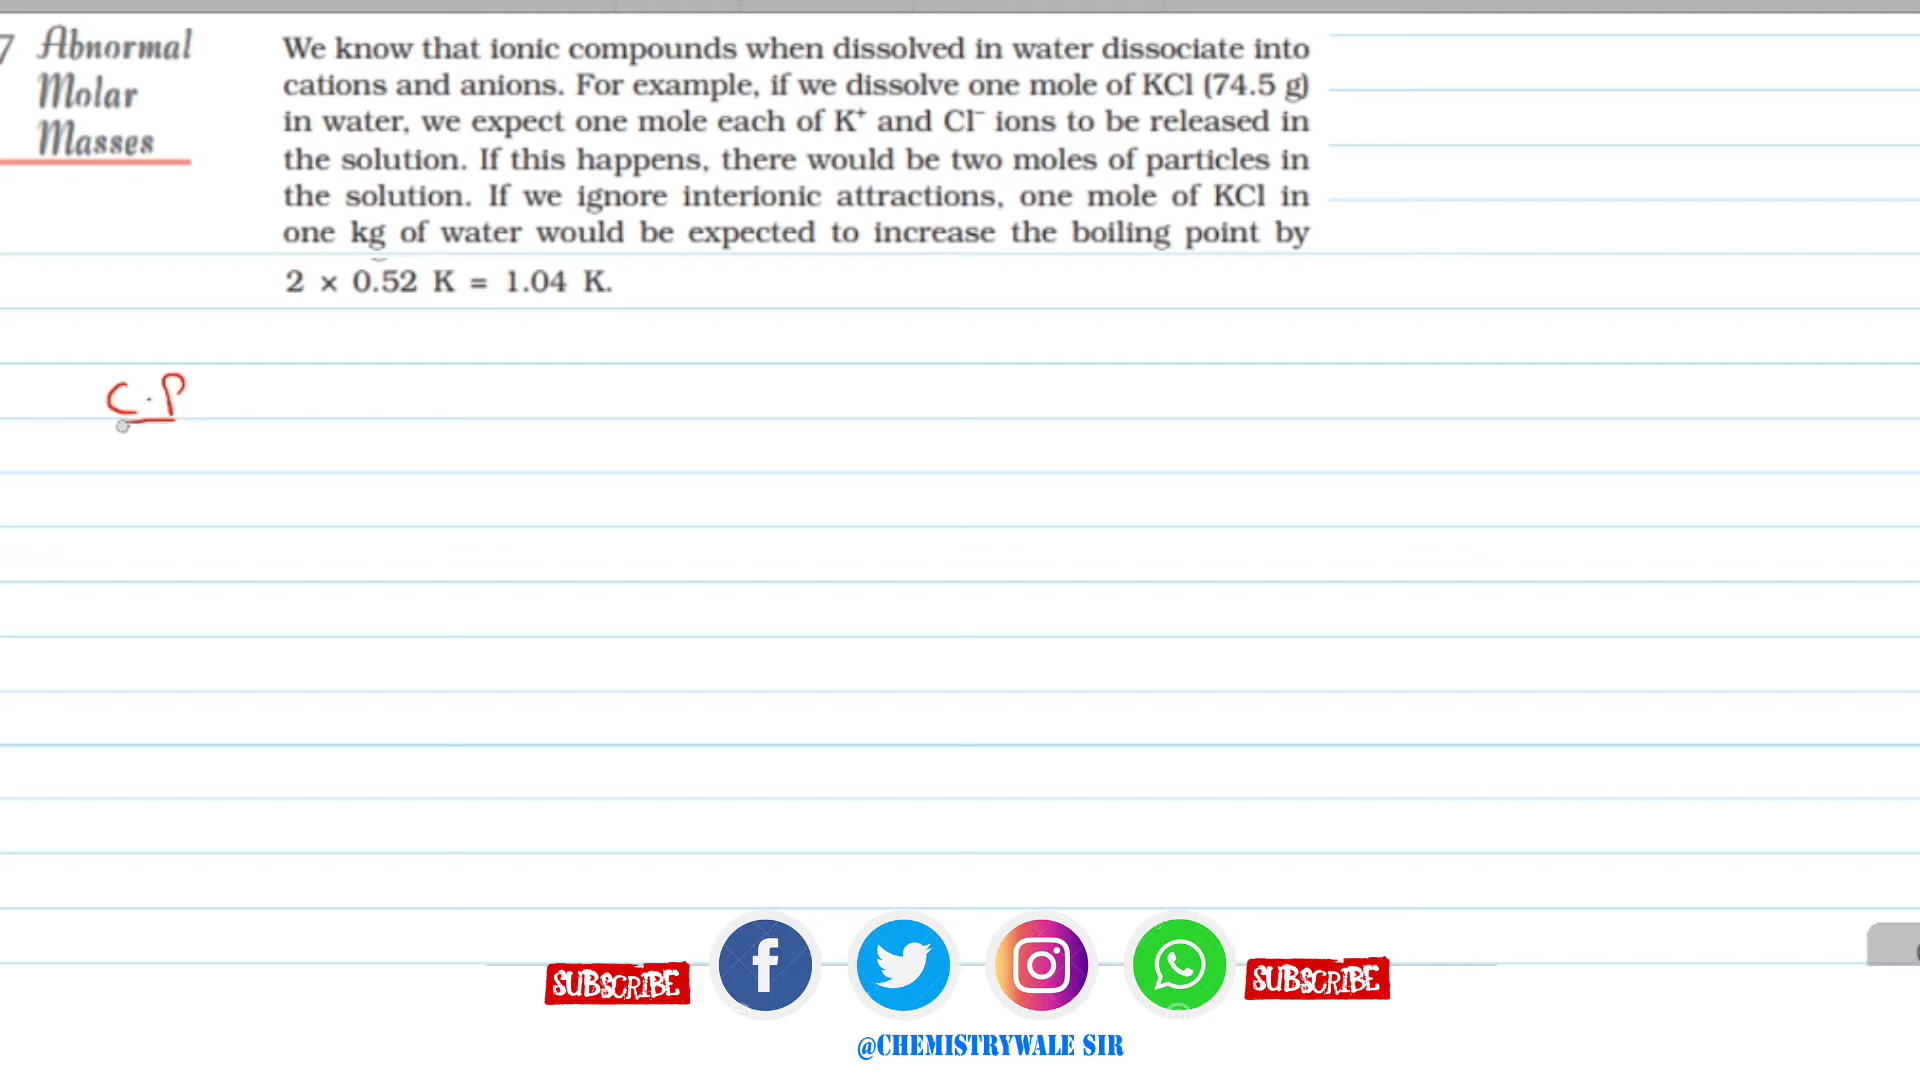 7 Abnormal
Molar
Masses
We know that ionic compounds when dissolved in water dissociate into
cations and anions. For example, if we dissolve one mole of KCl (74.5 g)
in water, we expect one mole each of K⁺ and Cl⁻ ions to be released in
the solution. If this happens, there would be two moles of particles in
the solution. If we ignore interionic attractions, one mole of KCl in
one kg of water would be expected to increase the boiling point by
2 × 0.52 K = 1.04 K.
C.P
SUBSCRIBE
SUBSCRIBE
@CHEMISTRYWALE SIR